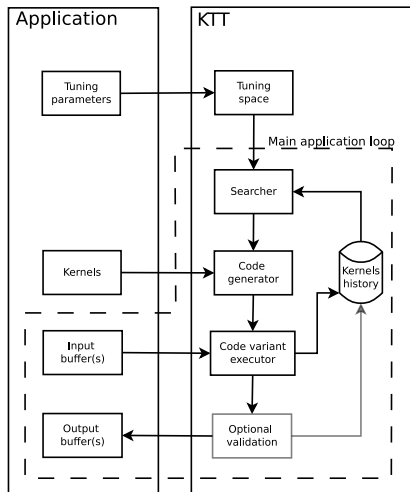 Application
KTT
Tuning
parameters
Tuning
space
Main application loop
Searcher
Kernels
Code
generator
Kernels
history
Input
buffer(s)
Code variant
executor
Output
buffer(s)
Optional
validation